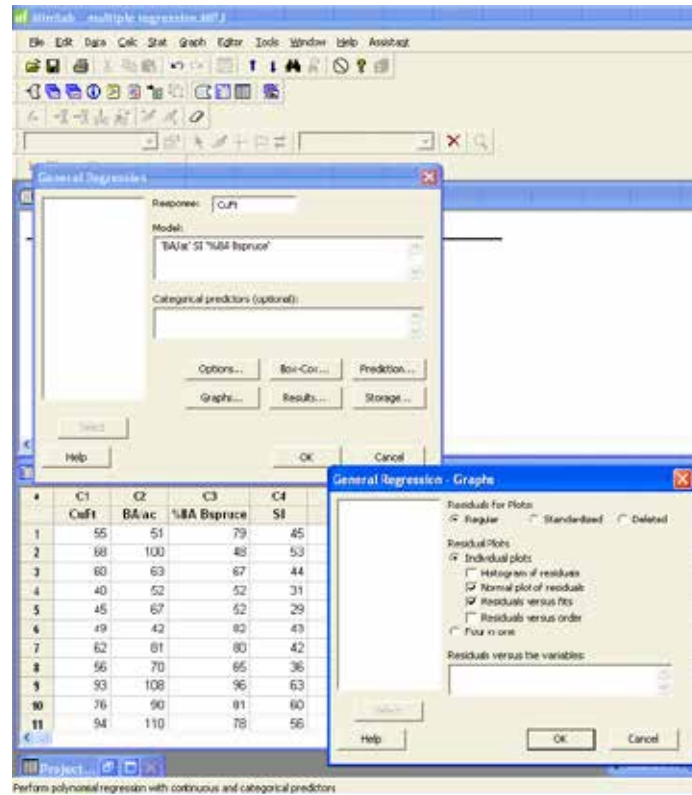 Minitab - multiple regression.MPJ
File Edit Data Calc Stat Graph Editor Tools Window Help Assistant
General Regression
Response: CuFt
Model:
'BA/ac' SI '%BA Bspruce'
Categorical predictors (optional):
Options... Box-Cox... Prediction...
Graphs... Results... Storage...
Select
Help OK Cancel
C1 C2 C3 C4
CuFt BA/ac %BA Bspruce SI
1 55 51 79 45
2 68 100 48 53
3 60 63 67 44
4 40 52 52 31
5 45 67 52 29
6 49 42 82 43
7 62 81 80 42
8 56 70 65 36
9 93 108 96 63
10 76 90 81 60
11 94 110 78 56
General Regression - Graphs
Residuals for Plots:
Regular Standardized Deleted
Residual Plots
Individual plots
Histogram of residuals
Normal plot of residuals
Residuals versus fits
Residuals versus order
Four in one
Residuals versus the variables:
Select
Help OK Cancel
Project...
Perform polynomial regression with continuous and categorical predictors